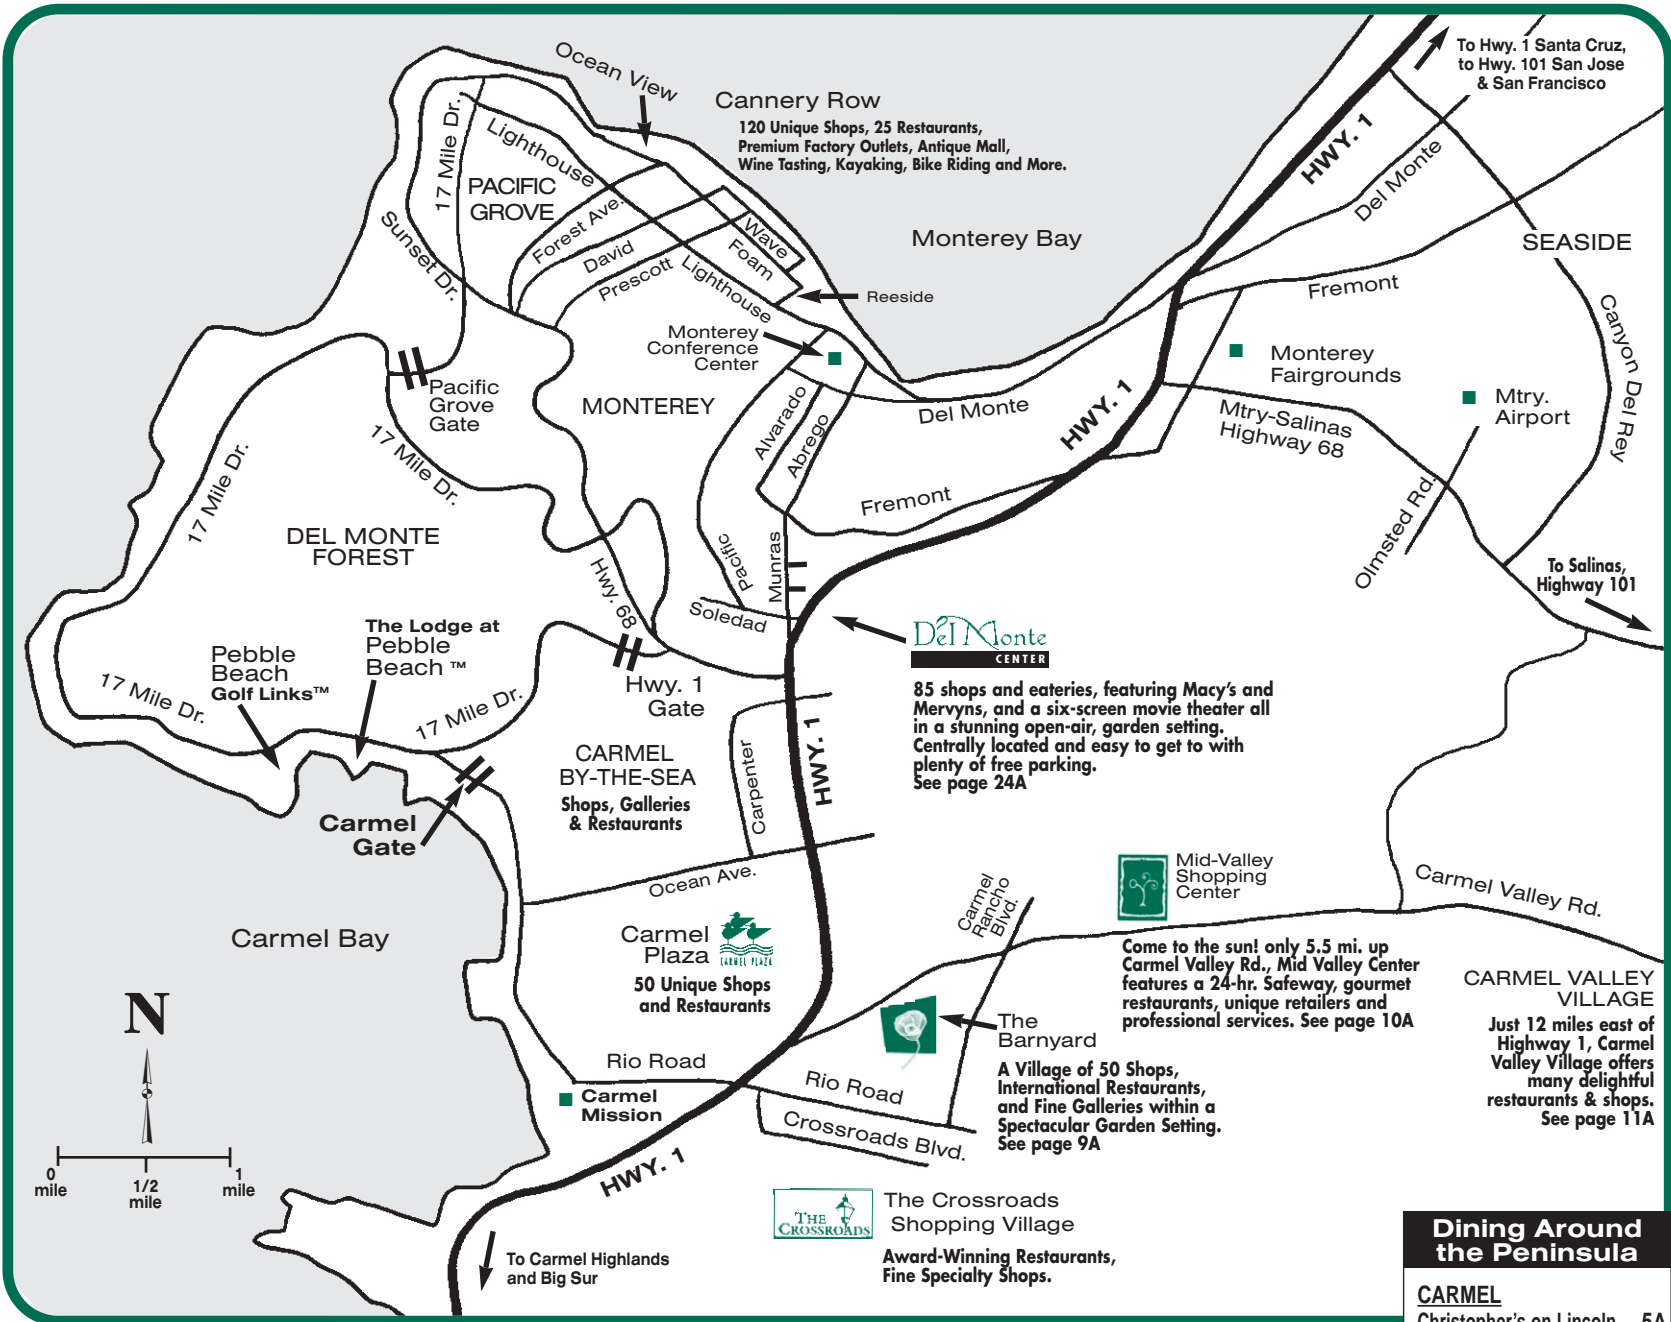 To Hwy. 1 Santa Cruz,
to Hwy. 101 San Jose
& San Francisco
Ocean View
Cannery Row
120 Unique Shops, 25 Restaurants,
Premium Factory Outlets, Antique Mall,
Wine Tasting, Kayaking, Bike Riding and More.
HWY. 1
Del Monte
17 Mile Dr.
Lighthouse
PACIFIC
GROVE
Sunset Dr.
Forest Ave.
David
Prescott
Wave
Foam
Lighthouse
Reeside
Monterey Bay
SEASIDE
Fremont
Canyon Del Rey
Monterey
Conference
Center
Monterey
Fairgrounds
Mtry.
Airport
Pacific
Grove
Gate
MONTEREY
Alvarado
Abrego
Del Monte
HWY. 1
Mtry-Salinas
Highway 68
17 Mile Dr.
17 Mile Dr.
Fremont
Olmsted Rd.
DEL MONTE
FOREST
Hwy. 68
Pacific
Munras
Soledad
To Salinas,
Highway 101
Del Monte
CENTER
85 shops and eateries, featuring Macy's and
Mervyns, and a six-screen movie theater all
in a stunning open-air, garden setting.
Centrally located and easy to get to with
plenty of free parking.
See page 24A
The Lodge at
Pebble
Beach ™
Pebble
Beach
Golf Links™
17 Mile Dr.
17 Mile Dr.
Hwy. 1
Gate
CARMEL
BY-THE-SEA
Shops, Galleries
& Restaurants
Carpenter
HWY. 1
Carmel
Gate
Ocean Ave.
Carmel
Rancho
Blvd.
Mid-Valley
Shopping
Center
Carmel Valley Rd.
Carmel Bay
Carmel
Plaza
CARMEL PLAZA
50 Unique Shops
and Restaurants
Come to the sun! only 5.5 mi. up
Carmel Valley Rd., Mid Valley Center
features a 24-hr. Safeway, gourmet
restaurants, unique retailers and
professional services. See page 10A
CARMEL VALLEY
VILLAGE
Just 12 miles east of
Highway 1, Carmel
Valley Village offers
many delightful
restaurants & shops.
See page 11A
N
The
Barnyard
A Village of 50 Shops,
International Restaurants,
and Fine Galleries within a
Spectacular Garden Setting.
See page 9A
Rio Road
Rio Road
Crossroads Blvd.
Carmel
Mission
0
mile
1/2
mile
1
mile
HWY. 1
THE
CROSSROADS
The Crossroads
Shopping Village
Award-Winning Restaurants,
Fine Specialty Shops.
To Carmel Highlands
and Big Sur
Dining Around
the Peninsula
CARMEL
Christopher's on Lincoln 5A